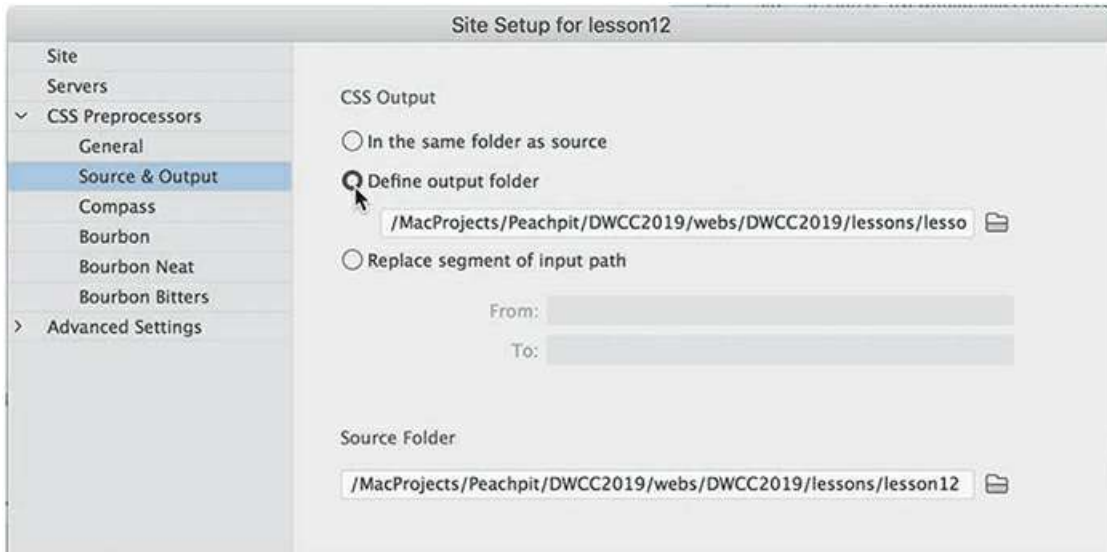 Site Setup for lesson12
Site
Servers
CSS Preprocessors
General
Source & Output
Compass
Bourbon
Bourbon Neat
Bourbon Bitters
Advanced Settings
CSS Output
In the same folder as source
Define output folder
/MacProjects/Peachpit/DWCC2019/webs/DWCC2019/lessons/lesso
Replace segment of input path
From:
To:
Source Folder
/MacProjects/Peachpit/DWCC2019/webs/DWCC2019/lessons/lesson12